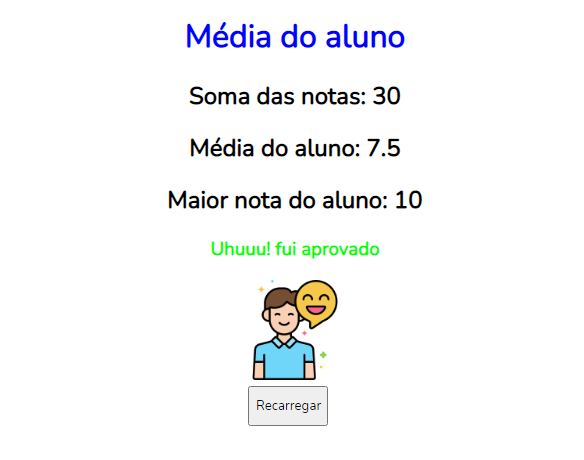 Média do aluno
Soma das notas: 30
Média do aluno: 7.5
Maior nota do aluno: 10
Uhuuu! fui aprovado
Recarregar